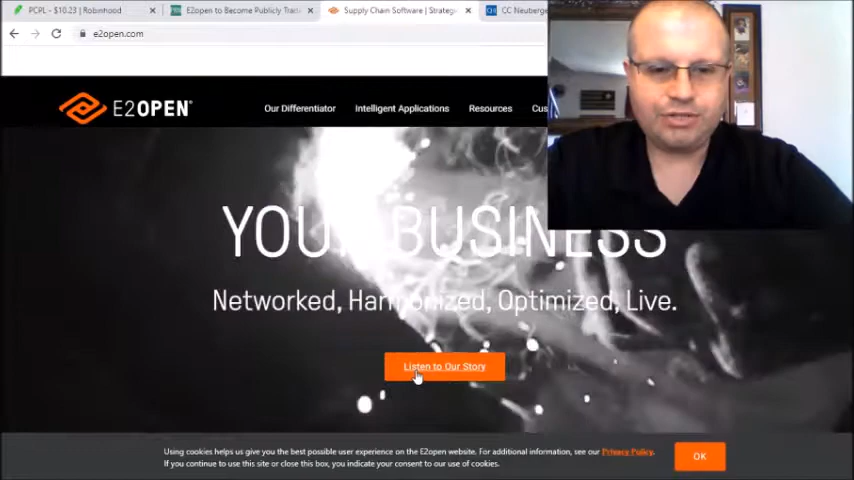 PCPL - $10.23 | Robinhood
E2open to Become Publicly Trad
Supply Chain Software | Strateg
CC Neuberge
e2open.com
E2OPEN
Our Differentiator
Intelligent Applications
Resources
Cus
YOUR BUSINESS
Networked, Harmonized, Optimized, Live.
Listen to Our Story
Using cookies helps us give you the best possible user experience on the E2open website. For additional information, see our Privacy Policy.
If you continue to use this site or close this box, you indicate your consent to our use of cookies.
OK